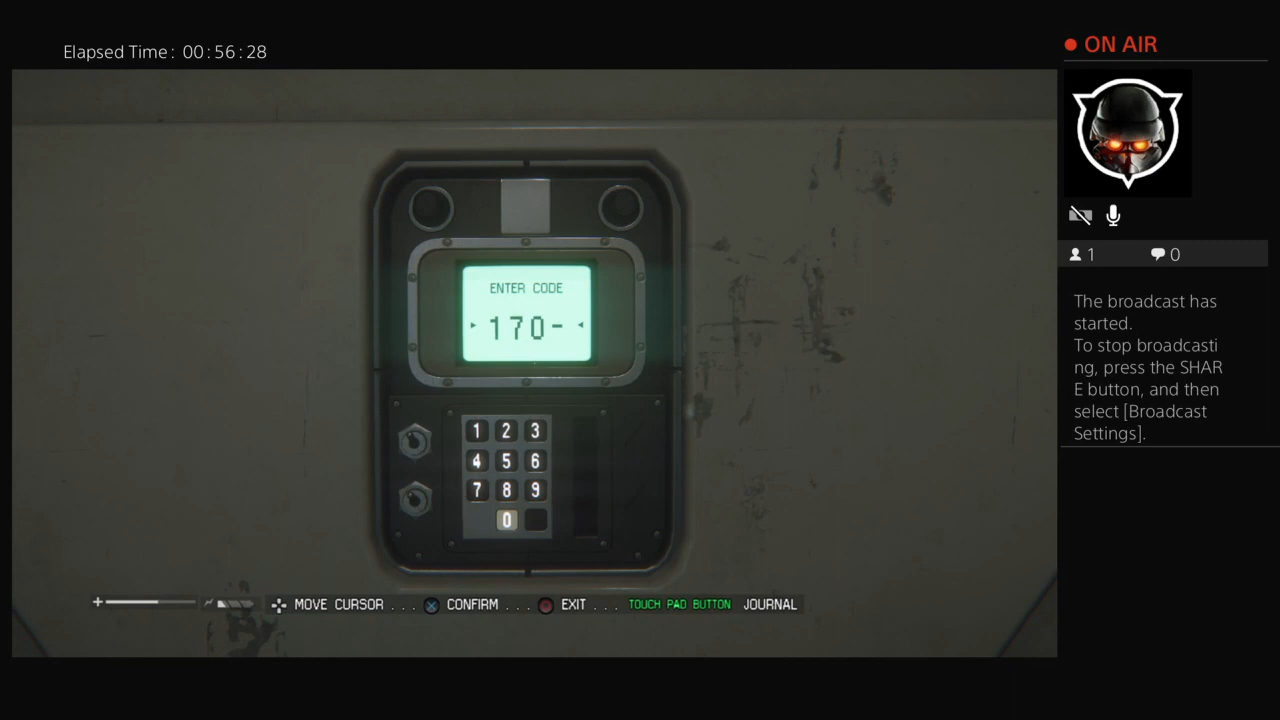 Elapsed Time: 00:56:28
ON AIR
1
0
The broadcast has
started.
To stop broadcasti
ng, press the SHAR
E button, and then
select [Broadcast
Settings].
ENTER CODE
170-
1 2 3
4 5 6
7 8 9
0
MOVE CURSOR ... CONFIRM ... EXIT ... TOUCH PAD BUTTON JOURNAL